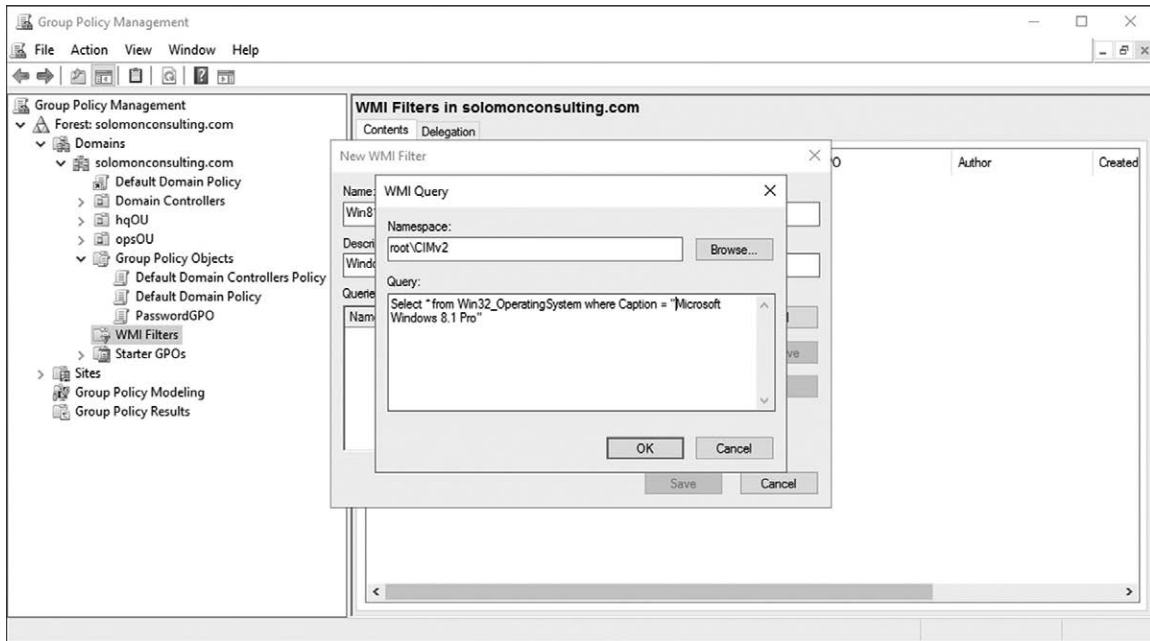 Group Policy Management
File Action View Window Help
Group Policy Management
Forest: solomonconsulting.com
Domains
solomonconsulting.com
Default Domain Policy
Domain Controllers
hqOU
opsOU
Group Policy Objects
Default Domain Controllers Policy
Default Domain Policy
PasswordGPO
WMI Filters
Starter GPOs
Sites
Group Policy Modeling
Group Policy Results
WMI Filters in solomonconsulting.com
Contents Delegation
Author Created
New WMI Filter
Name:
Win8
WMI Query
Namespace:
root\CIMv2
Browse...
Query:
Select * from Win32_OperatingSystem where Caption = "Microsoft
Windows 8.1 Pro"
OK Cancel
Save Cancel